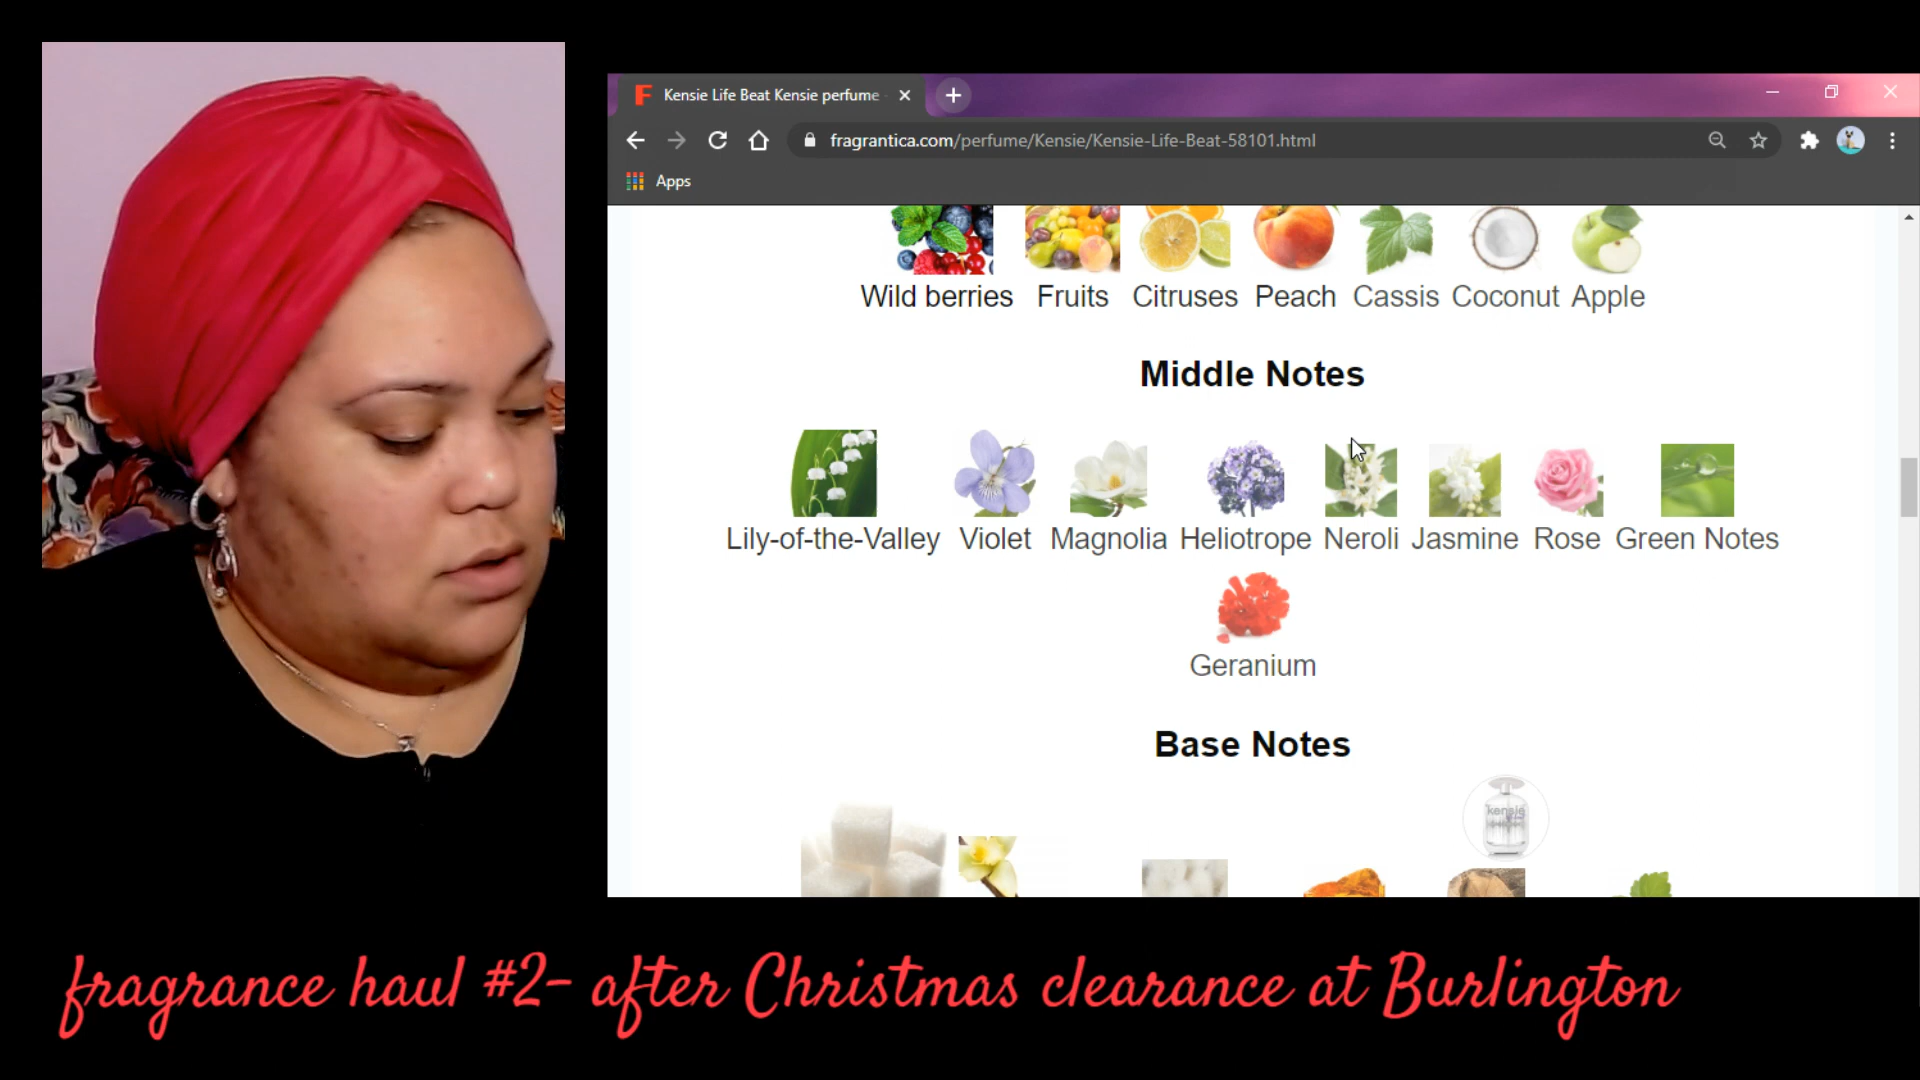 Kensie Life Beat Kensie perfume
fragrantica.com/perfume/Kensie/Kensie-Life-Beat-58101.html
Apps
Wild berries Fruits Citruses Peach Cassis Coconut Apple
Middle Notes
Lily-of-the-Valley Violet Magnolia Heliotrope Neroli Jasmine Rose Green Notes
Geranium
Base Notes
kensie
fragrance haul #2- after Christmas clearance at Burlington